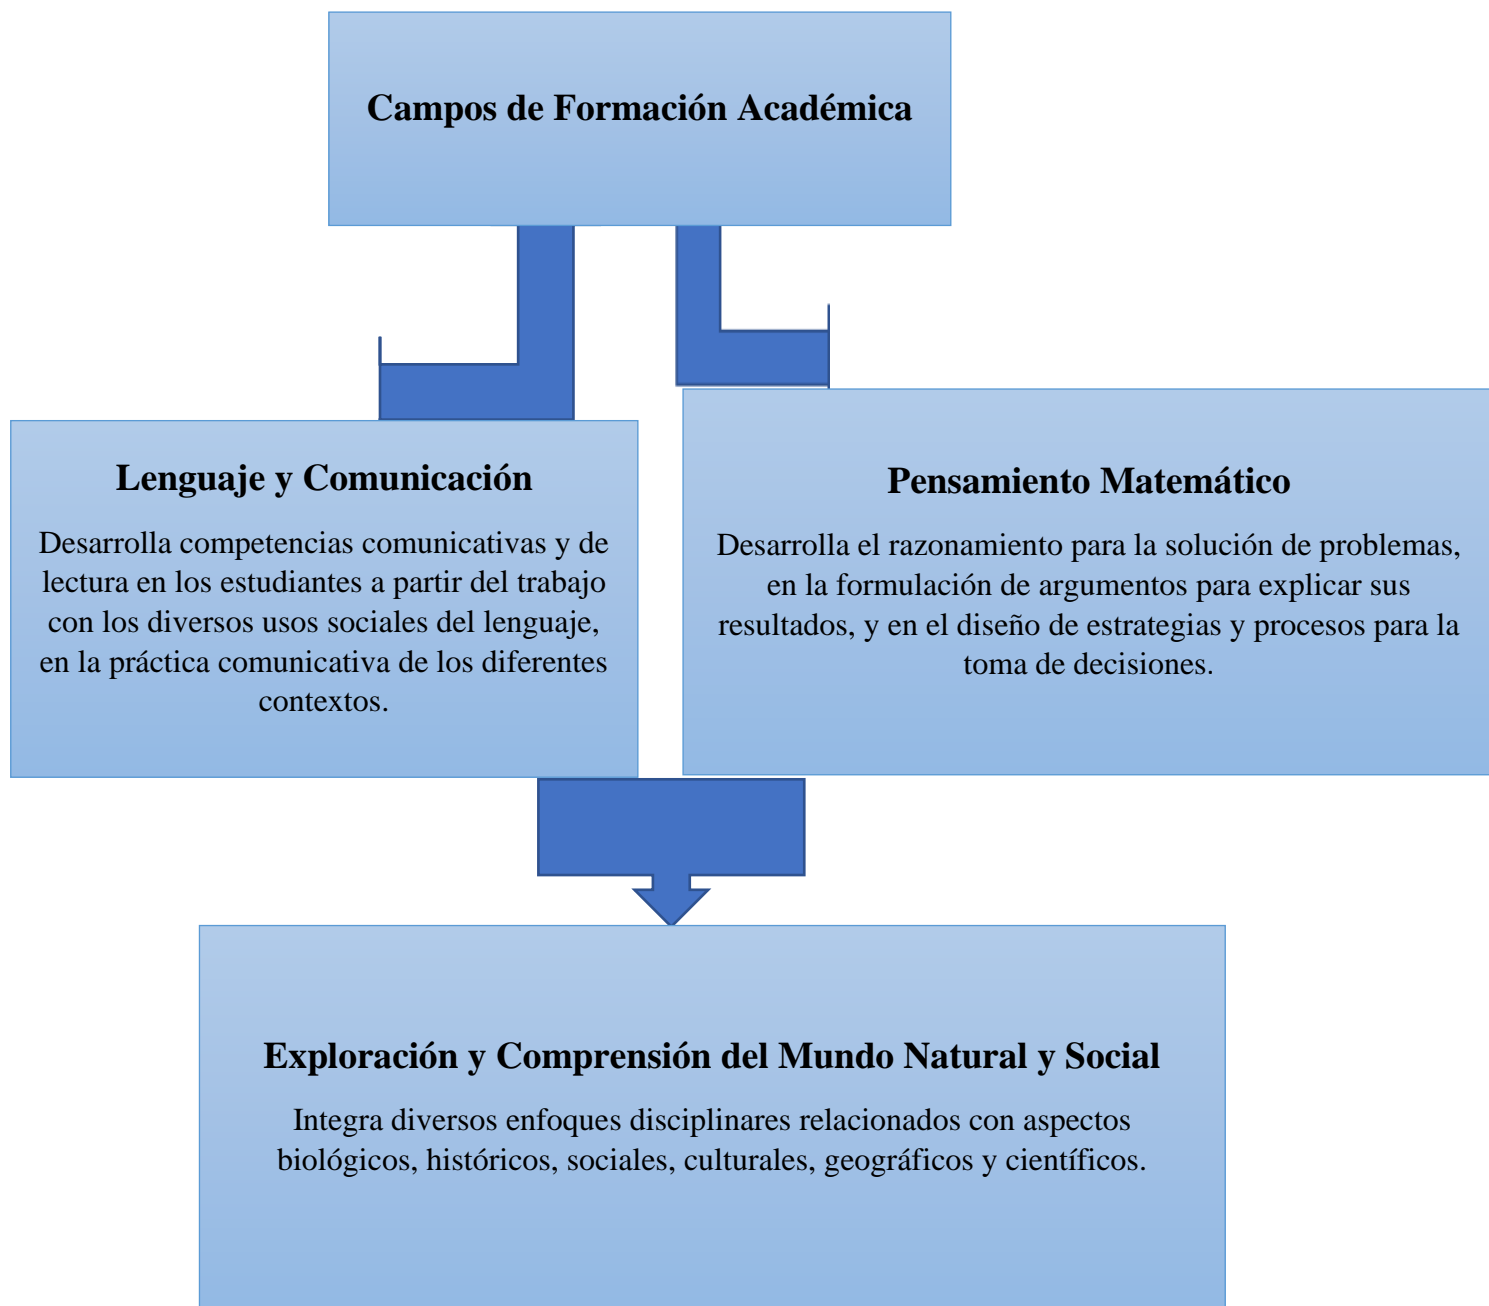 Campos de Formación Académica
Lenguaje y Comunicación
Desarrolla competencias comunicativas y de
lectura en los estudiantes a partir del trabajo
con los diversos usos sociales del lenguaje,
en la práctica comunicativa de los diferentes
contextos.
Pensamiento Matemático
Desarrolla el razonamiento para la solución de problemas,
en la formulación de argumentos para explicar sus
resultados, y en el diseño de estrategias y procesos para la
toma de decisiones.
Exploración y Comprensión del Mundo Natural y Social
Integra diversos enfoques disciplinares relacionados con aspectos
biológicos, históricos, sociales, culturales, geográficos y científicos.